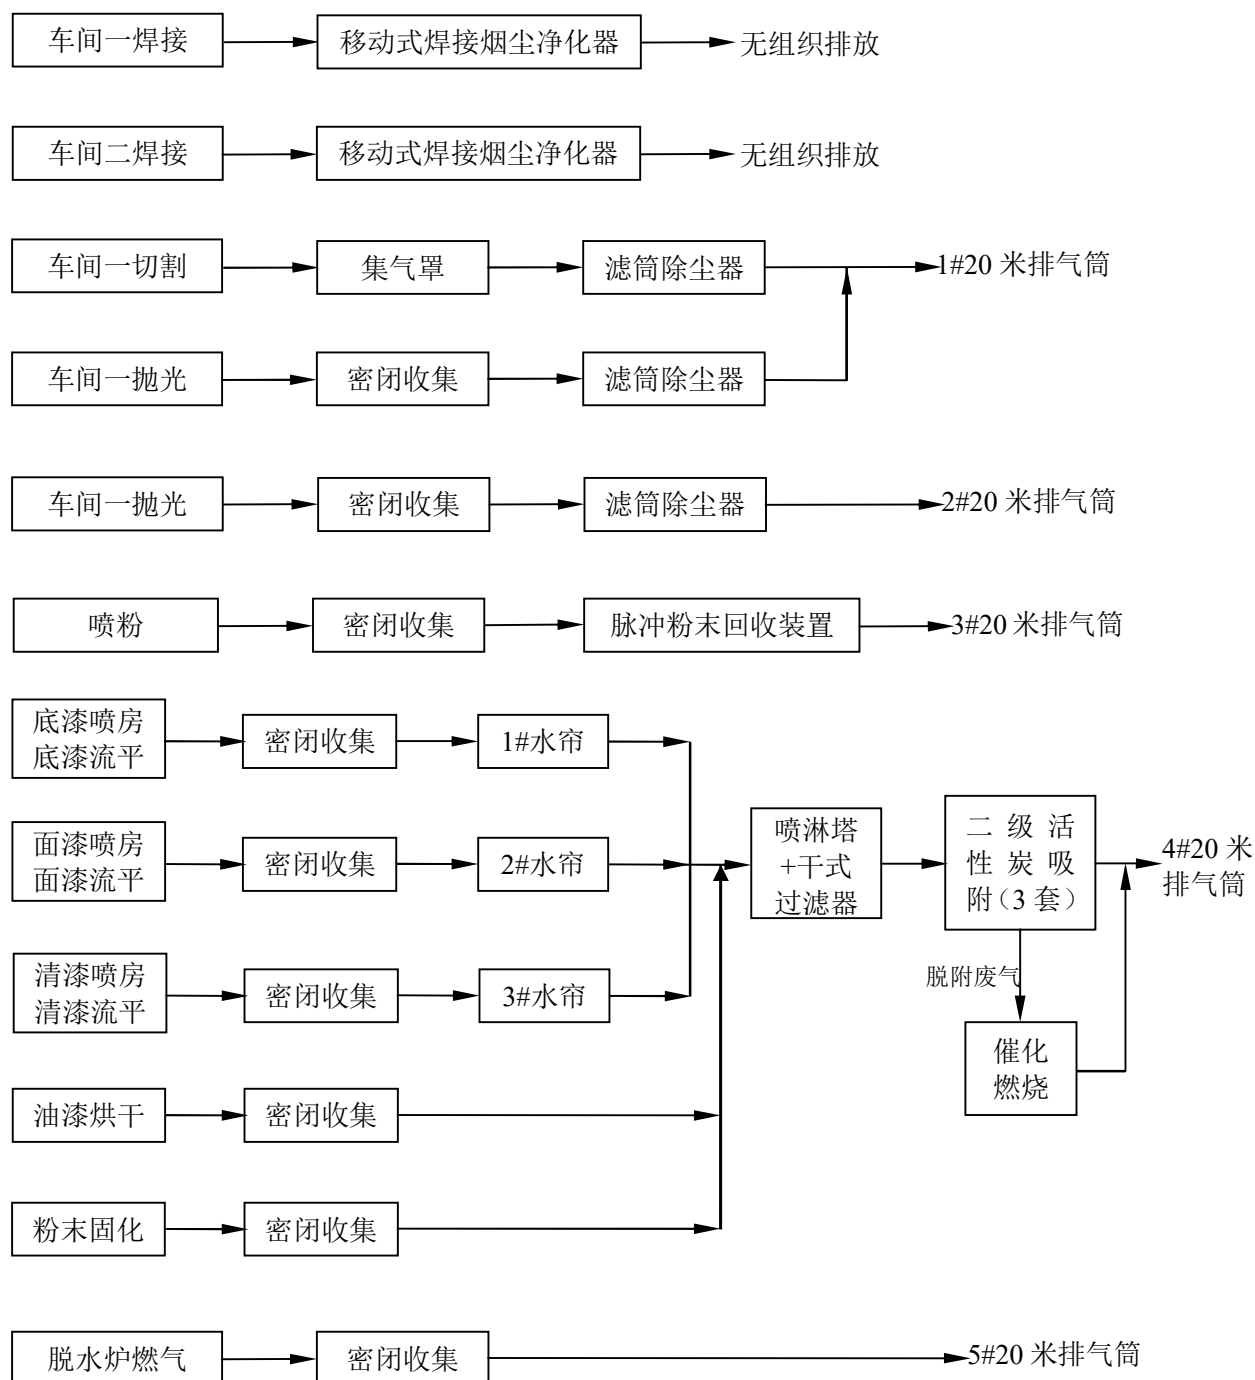 车间一焊接
移动式焊接烟尘净化器
无组织排放
车间二焊接
移动式焊接烟尘净化器
无组织排放
车间一切割
集气罩
滤筒除尘器
1#20 米排气筒
车间一抛光
密闭收集
滤筒除尘器
车间一抛光
密闭收集
滤筒除尘器
2#20 米排气筒
喷粉
密闭收集
脉冲粉末回收装置
3#20 米排气筒
底漆喷房
底漆流平
密闭收集
1#水帘
面漆喷房
面漆流平
密闭收集
2#水帘
喷淋塔
+干式
过滤器
二级活
性炭吸
附（3 套）
4#20 米
排气筒
清漆喷房
清漆流平
密闭收集
3#水帘
脱附废气
催化
燃烧
油漆烘干
密闭收集
粉末固化
密闭收集
脱水炉燃气
密闭收集
5#20 米排气筒